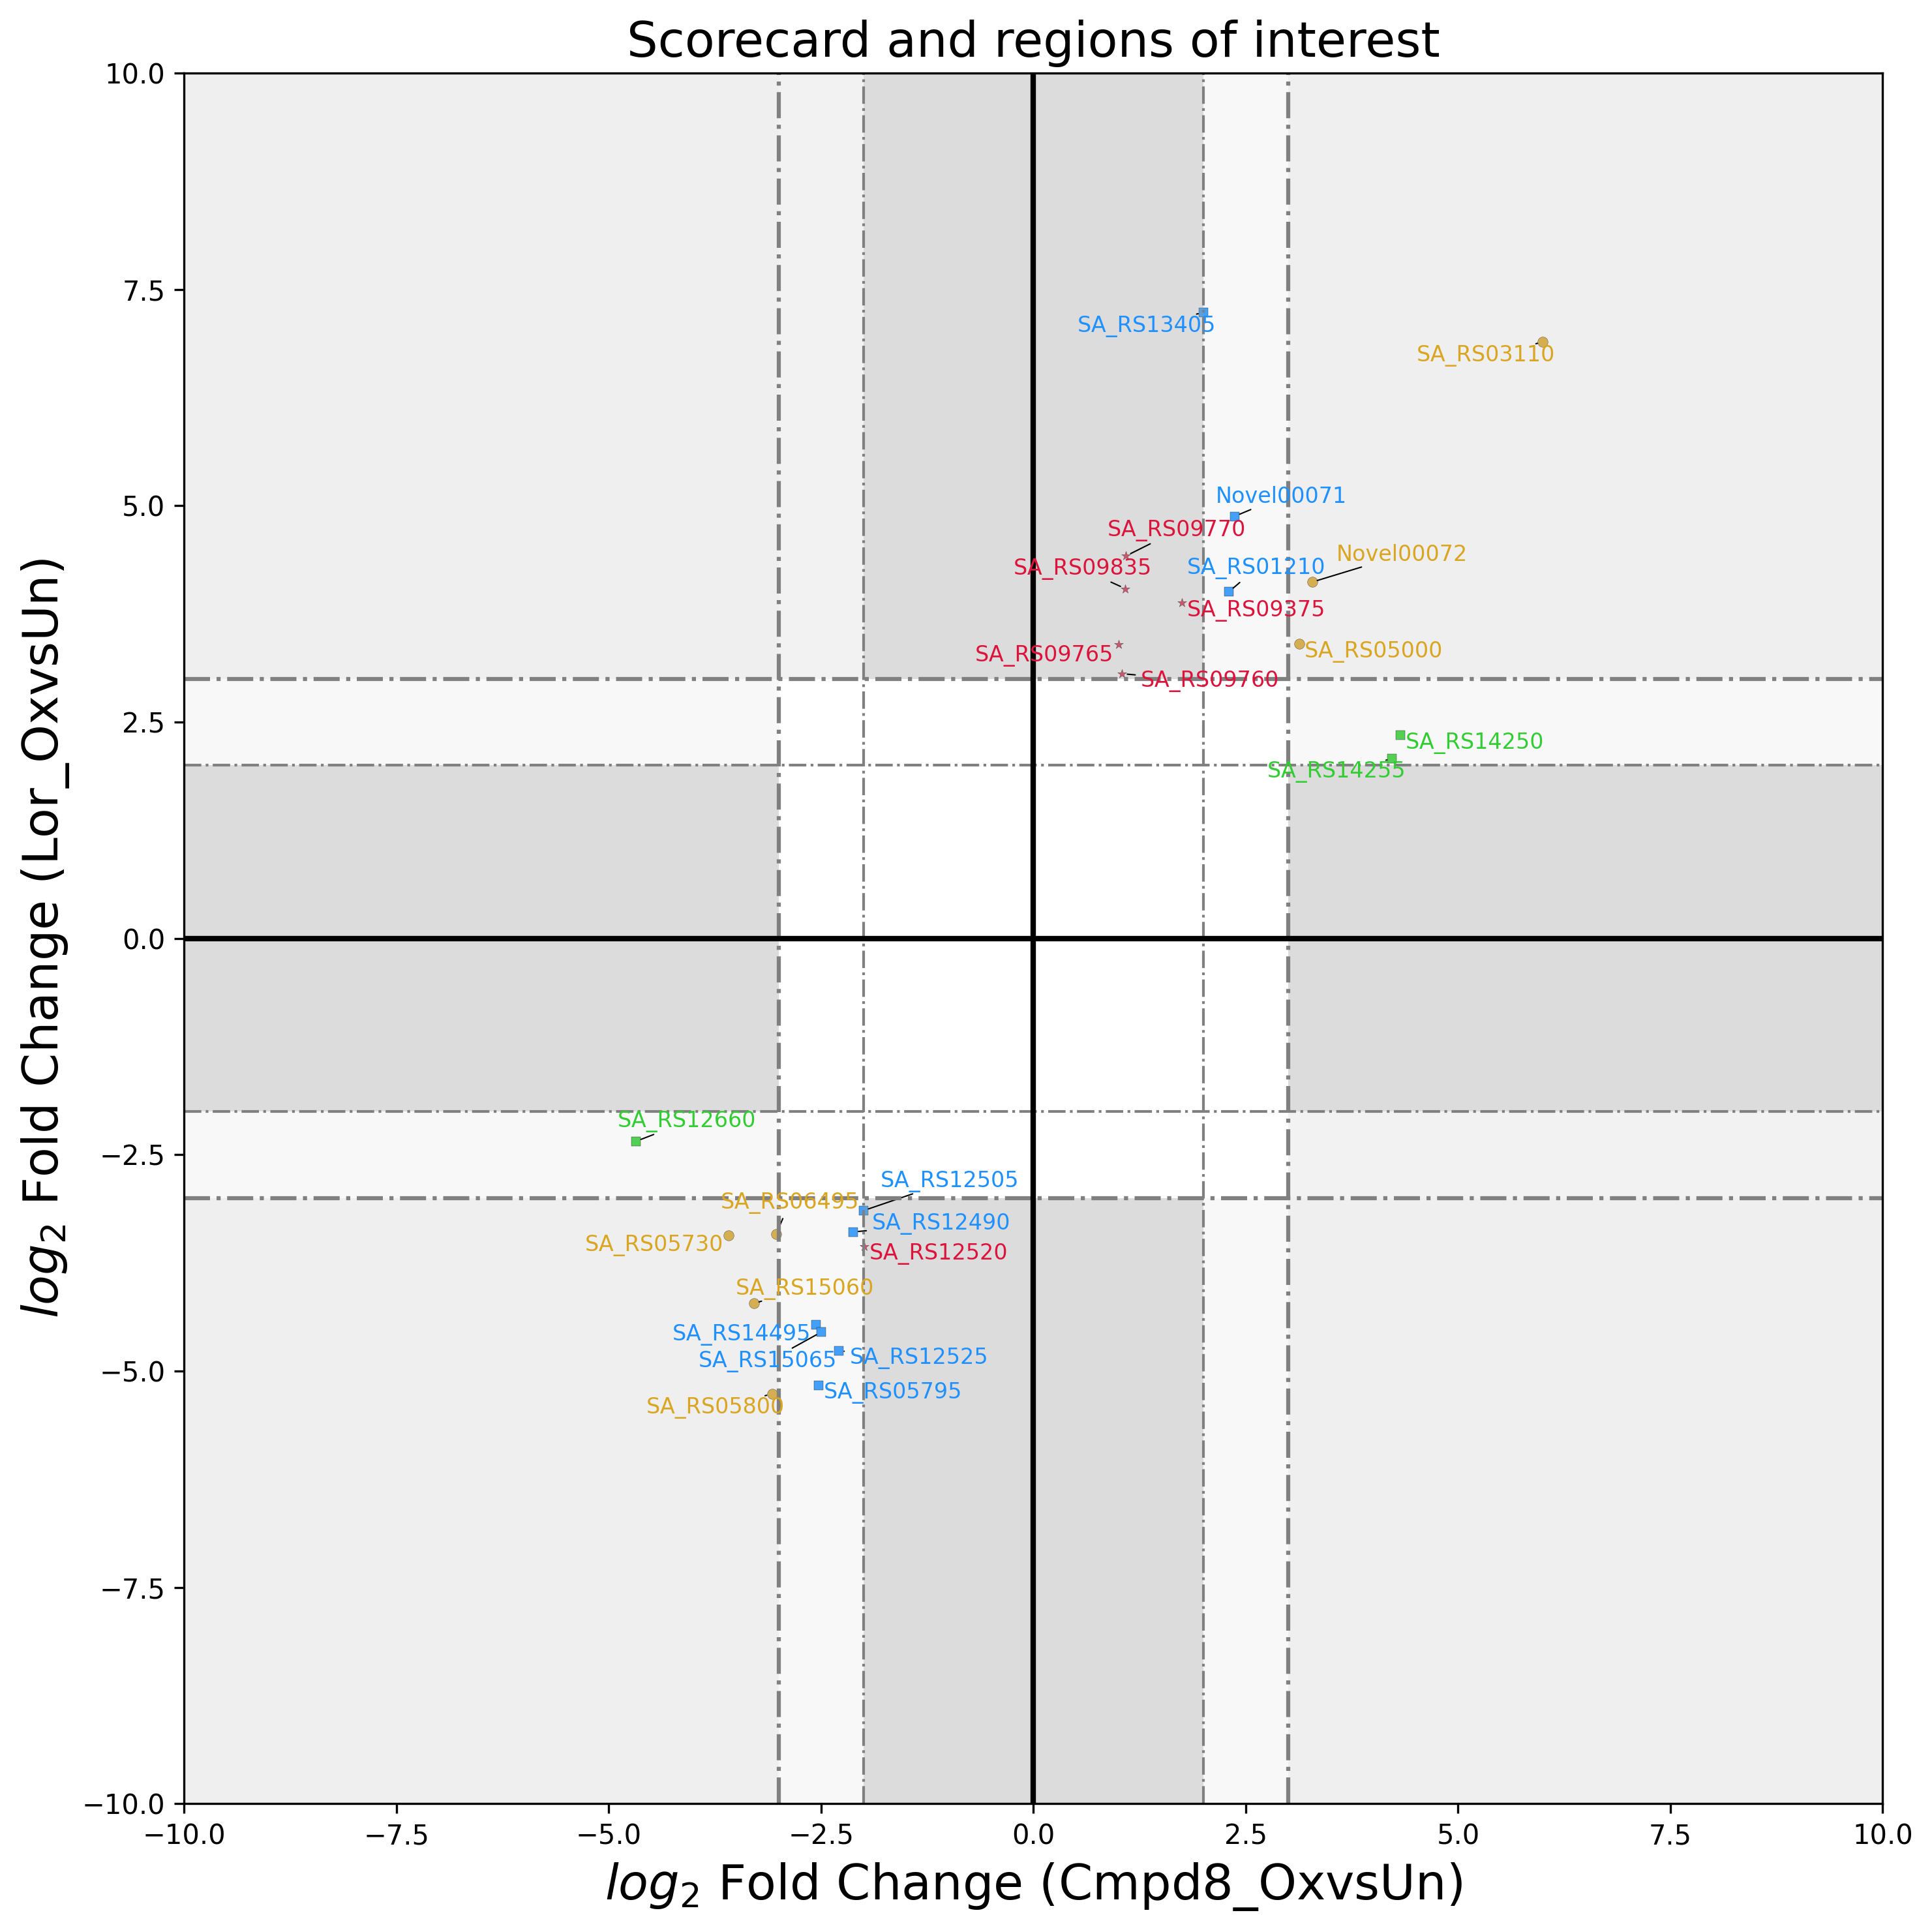 Scorecard and regions of interest
10.0
7.5
5.0
2.5
0.0
−2.5
−5.0
−7.5
−10.0
log2 Fold Change (Lor_OxvsUn)
SA_RS13405
SA_RS03110
Novel00071
SA_RS09770
Novel00072
SA_RS09835
SA_RS01210
SA_RS09375
SA_RS05000
SA_RS09765
SA_RS09760
SA_RS14250
SA_RS14255
SA_RS12660
SA_RS12505
SA_RS06495
SA_RS12490
SA_RS05730
SA_RS12520
SA_RS15060
SA_RS14495
SA_RS15065
SA_RS12525
SA_RS05795
SA_RS05800
−10.0
−7.5
−5.0
−2.5
0.0
2.5
5.0
7.5
10.0
log2 Fold Change (Cmpd8_OxvsUn)